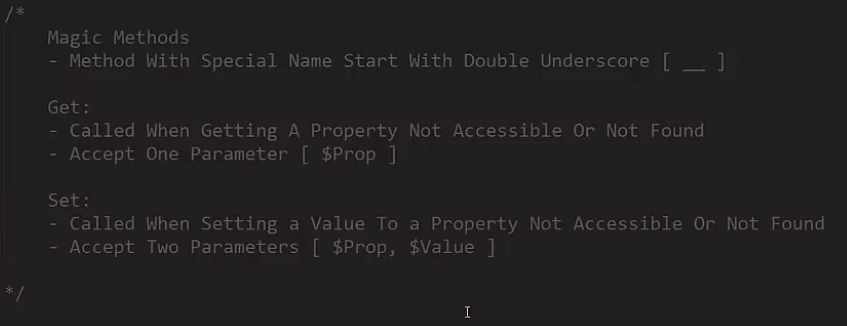 /*
Magic Methods
- Method With Special Name Start With Double Underscore [ __ ]
Get:
- Called When Getting A Property Not Accessible Or Not Found
- Accept One Parameter [ $Prop ]
Set:
- Called When Setting a Value To a Property Not Accessible Or Not Found
- Accept Two Parameters [ $Prop, $Value ]
*/